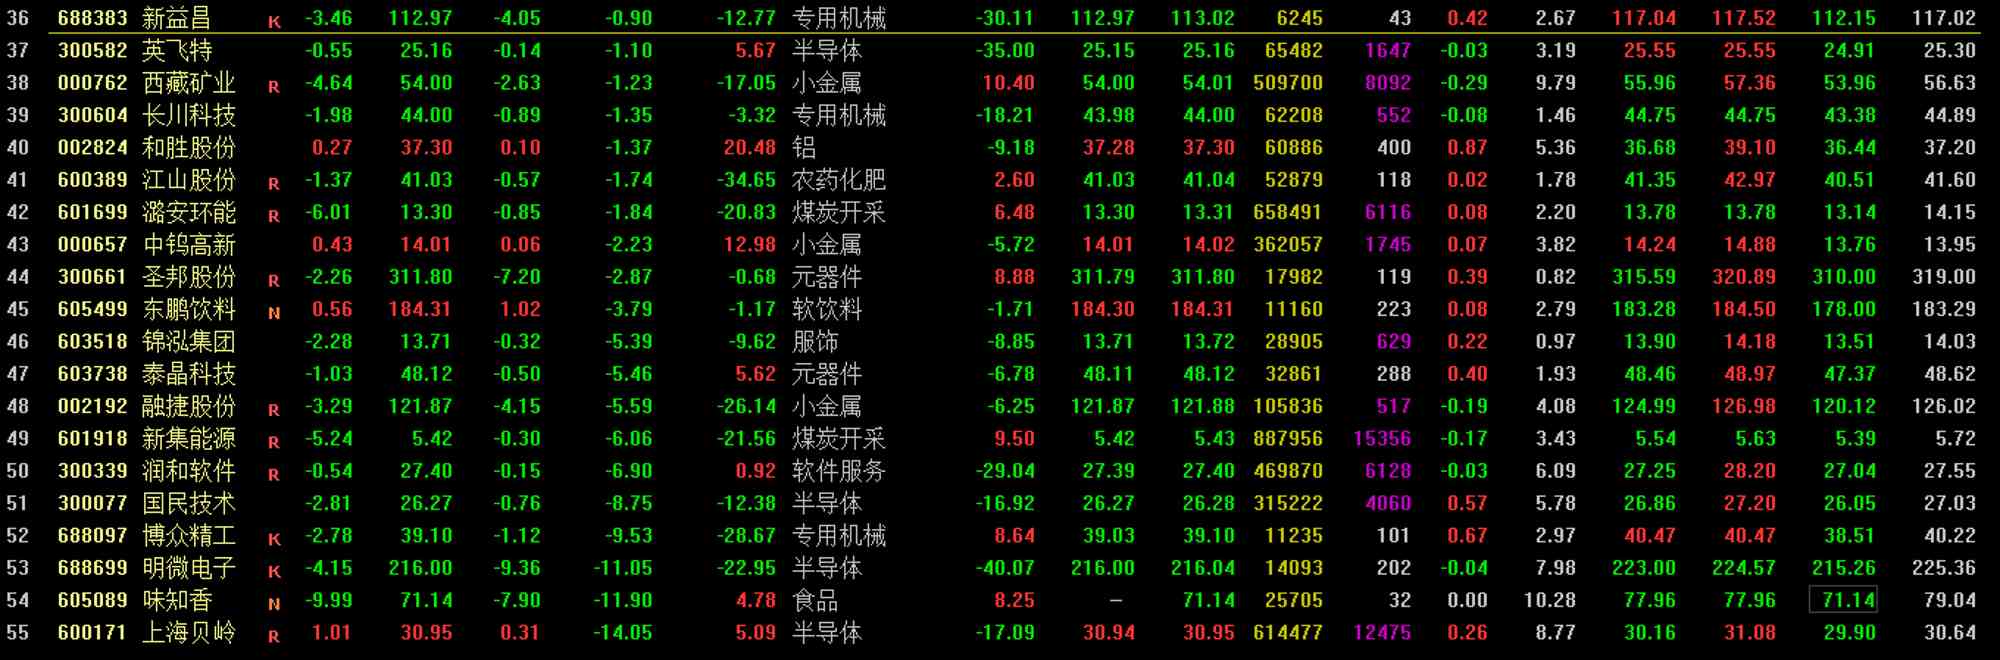 36 688383 新益昌 K -3.46 112.97 -4.05 -0.90 -12.77 专用机械 -30.11 112.97 113.02 6245 43 0.42 2.67 117.04 117.52 112.15 117.02
37 300582 英飞特 -0.55 25.16 -0.14 -1.10 5.67 半导体 -35.00 25.15 25.16 65482 1647 -0.03 3.19 25.55 25.55 24.91 25.30
38 000762 西藏矿业 R -4.64 54.00 -2.63 -1.23 -17.05 小金属 10.40 54.00 54.01 509700 8092 -0.29 9.79 55.96 57.36 53.96 56.63
39 300604 长川科技 -1.98 44.00 -0.89 -1.35 -3.32 专用机械 -18.21 43.98 44.00 62208 552 -0.08 1.46 44.75 44.75 43.38 44.89
40 002824 和胜股份 0.27 37.30 0.10 -1.37 20.48 铝 -9.18 37.28 37.30 60886 400 0.87 5.36 36.68 39.10 36.44 37.20
41 600389 江山股份 R -1.37 41.03 -0.57 -1.74 -34.65 农药化肥 2.60 41.03 41.04 52879 118 0.02 1.78 41.35 42.97 40.51 41.60
42 601699 潞安环能 R -6.01 13.30 -0.85 -1.84 -20.83 煤炭开采 6.48 13.30 13.31 658491 6116 0.08 2.20 13.78 13.78 13.14 14.15
43 000657 中钨高新 0.43 14.01 0.06 -2.23 12.98 小金属 -5.72 14.01 14.02 362057 1745 0.07 3.82 14.24 14.88 13.76 13.95
44 300661 圣邦股份 R -2.26 311.80 -7.20 -2.87 -0.68 元器件 8.88 311.79 311.80 17982 119 0.39 0.82 315.59 320.89 310.00 319.00
45 605499 东鹏饮料 N 0.56 184.31 1.02 -3.79 -1.17 软饮料 -1.71 184.30 184.31 11160 223 0.08 2.79 183.28 184.50 178.00 183.29
46 603518 锦泓集团 -2.28 13.71 -0.32 -5.39 -9.62 服饰 -8.85 13.71 13.72 28905 629 0.22 0.97 13.90 14.18 13.51 14.03
47 603738 泰晶科技 -1.03 48.12 -0.50 -5.46 5.62 元器件 -6.78 48.11 48.12 32861 288 0.40 1.93 48.46 48.97 47.37 48.62
48 002192 融捷股份 R -3.29 121.87 -4.15 -5.59 -26.14 小金属 -6.25 121.87 121.88 105836 517 -0.19 4.08 124.99 126.98 120.12 126.02
49 601918 新集能源 R -5.24 5.42 -0.30 -6.06 -21.56 煤炭开采 9.50 5.42 5.43 887956 15356 -0.17 3.43 5.54 5.63 5.39 5.72
50 300339 润和软件 R -0.54 27.40 -0.15 -6.90 0.92 软件服务 -29.04 27.39 27.40 469870 6128 -0.03 6.09 27.25 28.20 27.04 27.55
51 300077 国民技术 -2.81 26.27 -0.76 -8.75 -12.38 半导体 -16.92 26.27 26.28 315222 4060 0.57 5.78 26.86 27.20 26.05 27.03
52 688097 博众精工 K -2.78 39.10 -1.12 -9.53 -28.67 专用机械 8.64 39.03 39.10 11235 101 0.67 2.97 40.47 40.47 38.51 40.22
53 688699 明微电子 K -4.15 216.00 -9.36 -11.05 -22.95 半导体 -40.07 216.00 216.04 14093 202 -0.04 7.98 223.00 224.57 215.26 225.36
54 605089 味知香 N -9.99 71.14 -7.90 -11.90 4.78 食品 8.25 – 71.14 25705 32 0.00 10.28 77.96 77.96 71.14 79.04
55 600171 上海贝岭 R 1.01 30.95 0.31 -14.05 5.09 半导体 -17.09 30.94 30.95 614477 12475 0.26 8.77 30.16 31.08 29.90 30.64